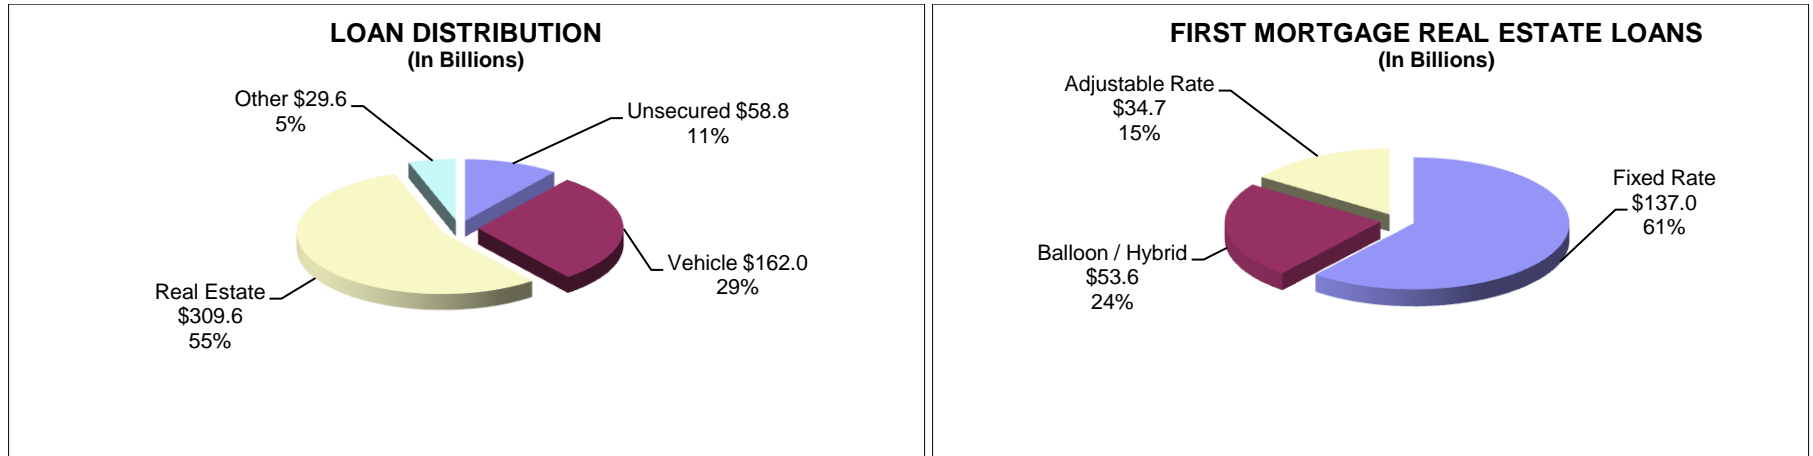 LOAN DISTRIBUTION
(In Billions)
Other $29.6
5%
Unsecured $58.8
11%
Vehicle $162.0
29%
Real Estate
$309.6
55%
FIRST MORTGAGE REAL ESTATE LOANS
(In Billions)
Adjustable Rate
$34.7
15%
Fixed Rate
$137.0
61%
Balloon / Hybrid
$53.6
24%